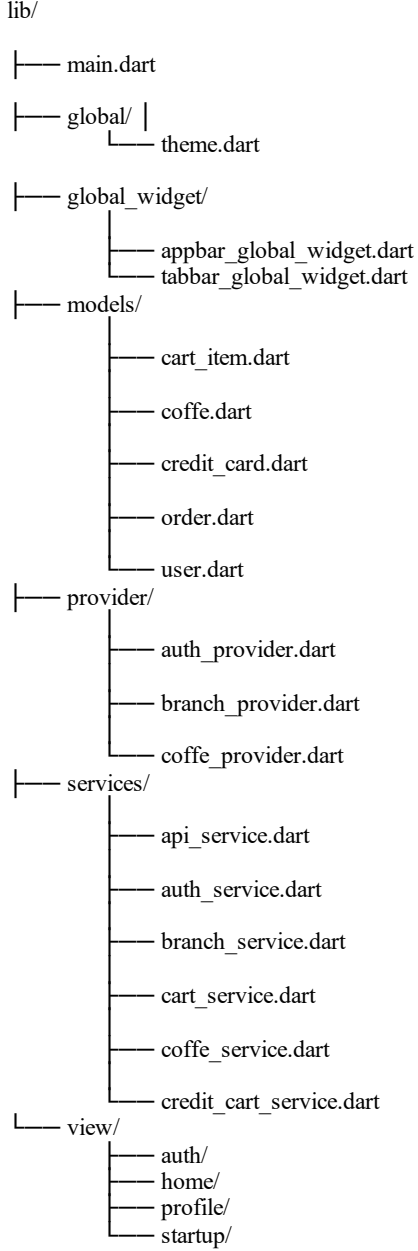 lib/
├── main.dart
├── global/ │
└── theme.dart
├── global_widget/
├── appbar_global_widget.dart
└── tabbar_global_widget.dart
├── models/
├── cart_item.dart
├── coffe.dart
├── credit_card.dart
├── order.dart
└── user.dart
├── provider/
├── auth_provider.dart
├── branch_provider.dart
└── coffe_provider.dart
├── services/
├── api_service.dart
├── auth_service.dart
├── branch_service.dart
├── cart_service.dart
├── coffe_service.dart
└── credit_cart_service.dart
└── view/
├── auth/
├── home/
├── profile/
└── startup/